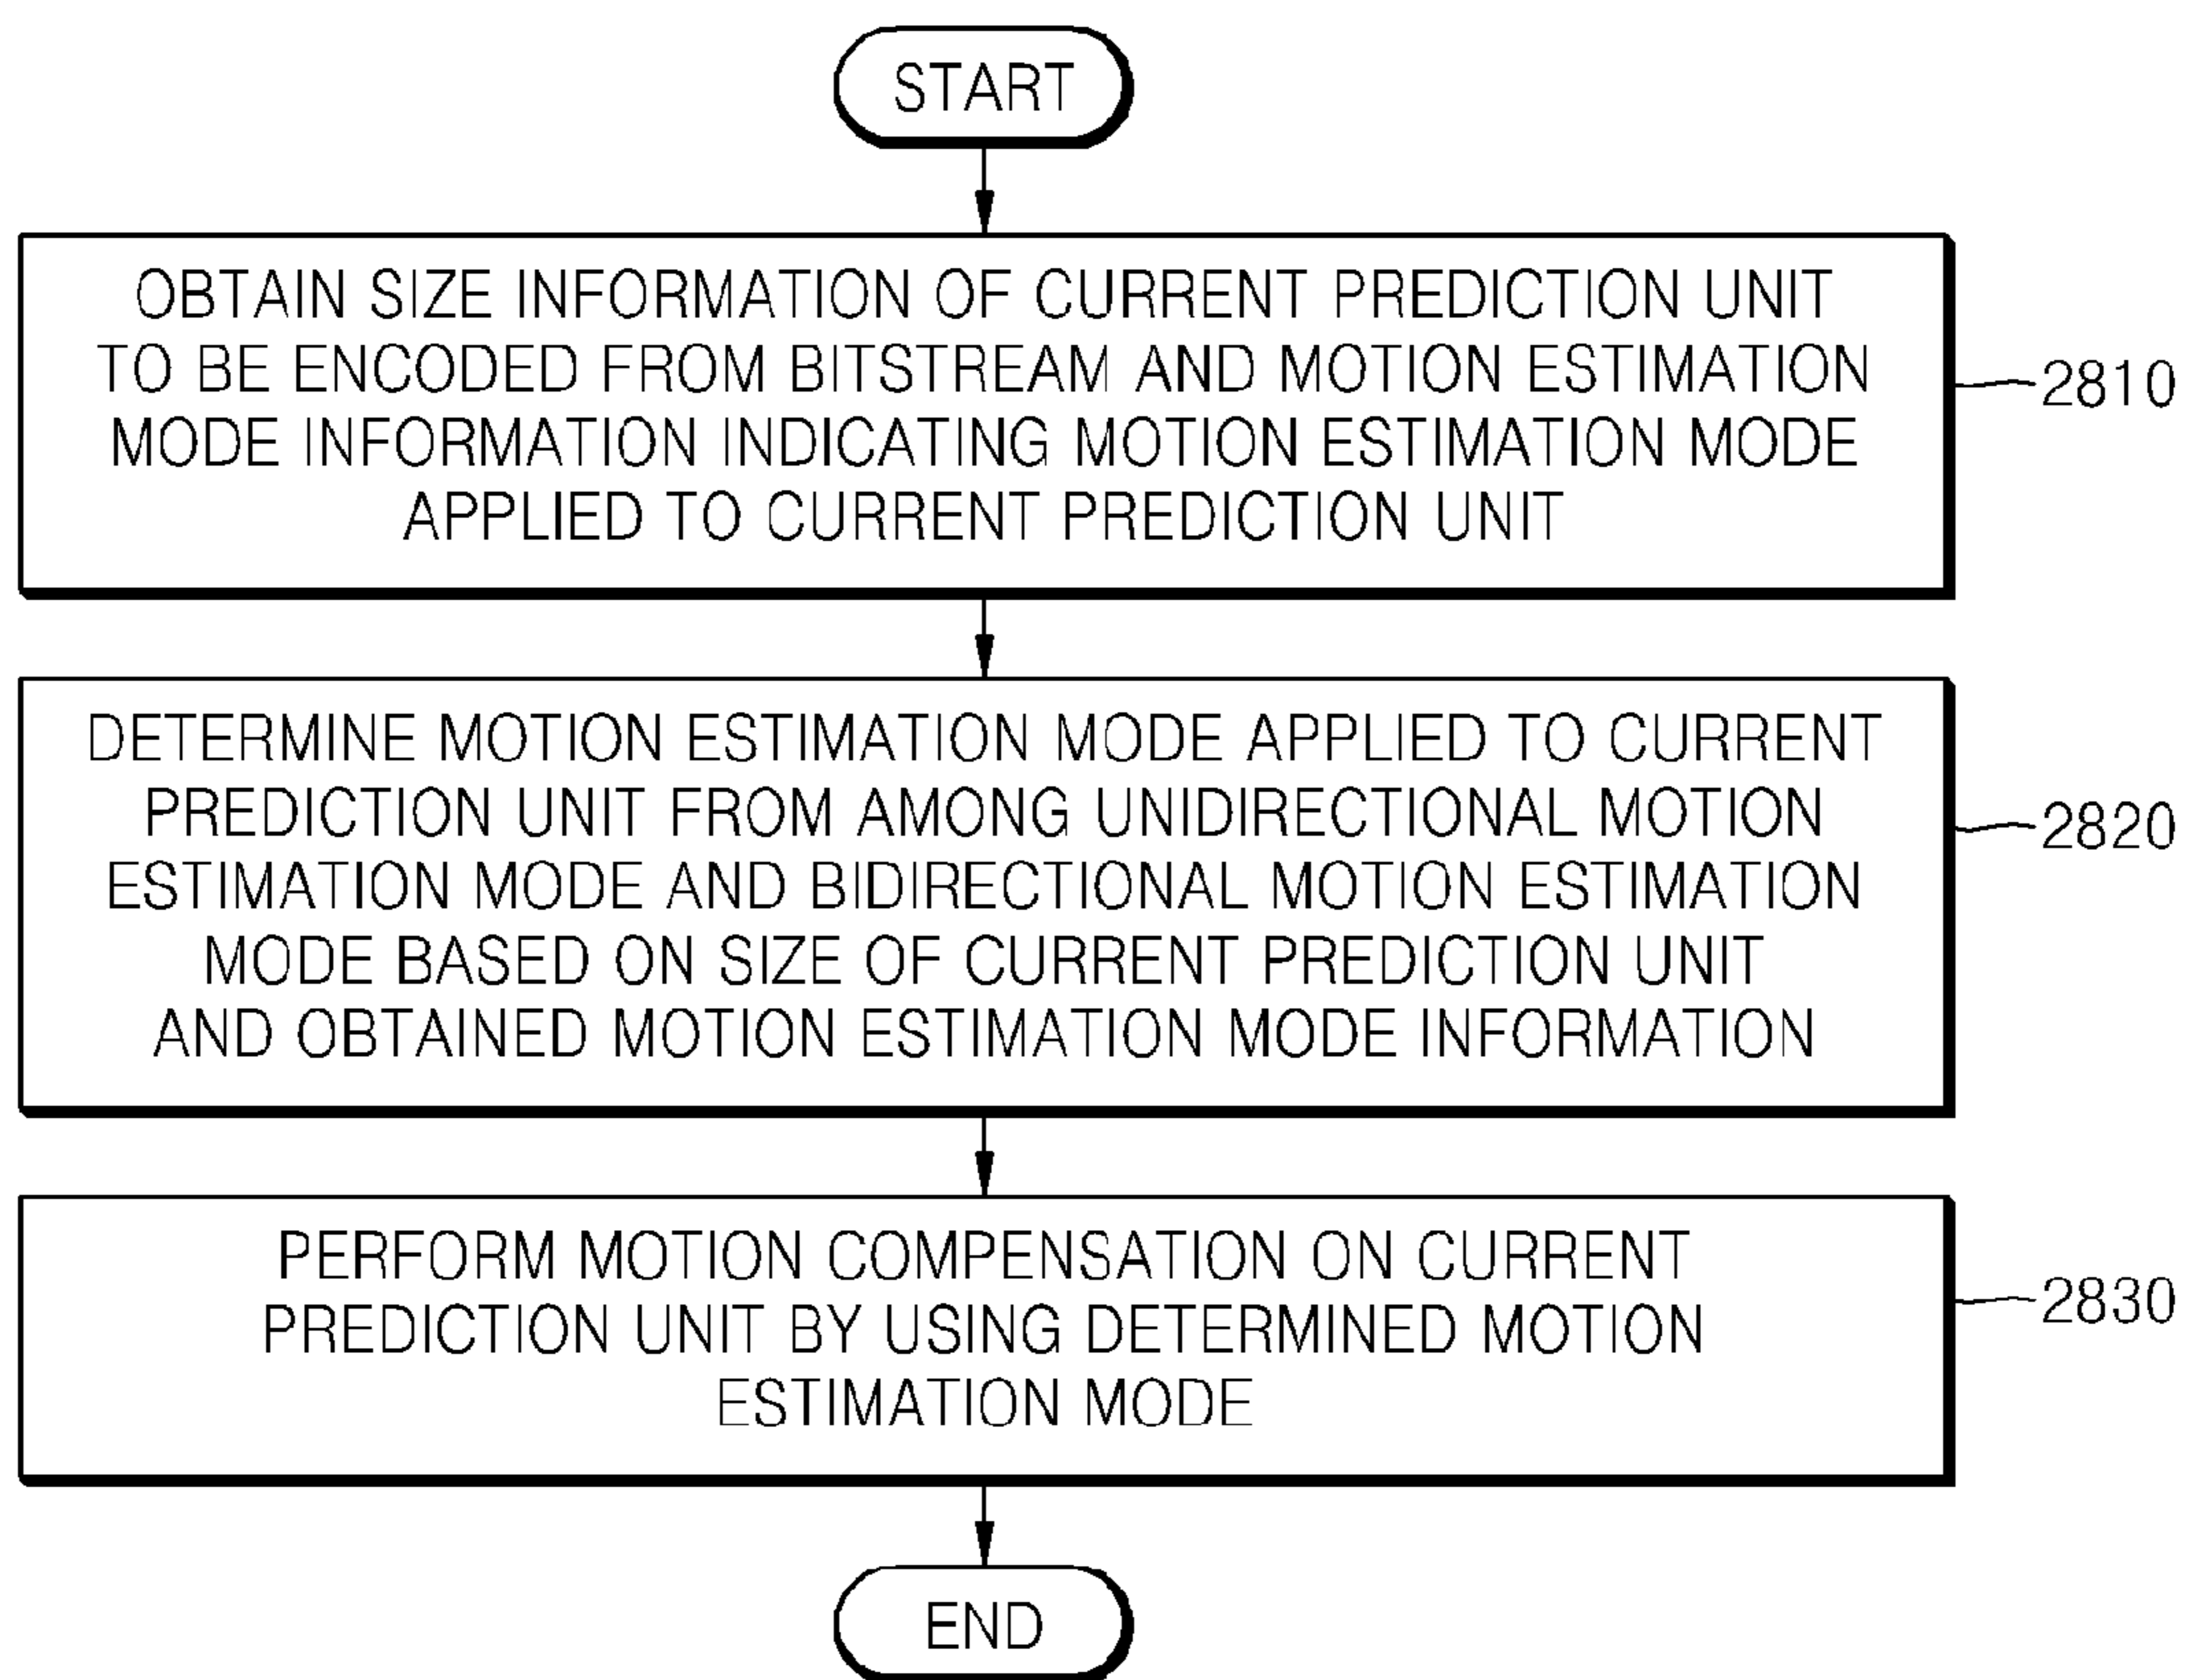 START
OBTAIN SIZE INFORMATION OF CURRENT PREDICTION UNIT
TO BE ENCODED FROM BITSTREAM AND MOTION ESTIMATION
MODE INFORMATION INDICATING MOTION ESTIMATION MODE
APPLIED TO CURRENT PREDICTION UNIT
2810
DETERMINE MOTION ESTIMATION MODE APPLIED TO CURRENT
PREDICTION UNIT FROM AMONG UNIDIRECTIONAL MOTION
ESTIMATION MODE AND BIDIRECTIONAL MOTION ESTIMATION
MODE BASED ON SIZE OF CURRENT PREDICTION UNIT
AND OBTAINED MOTION ESTIMATION MODE INFORMATION
2820
PERFORM MOTION COMPENSATION ON CURRENT
PREDICTION UNIT BY USING DETERMINED MOTION
ESTIMATION MODE
2830
END